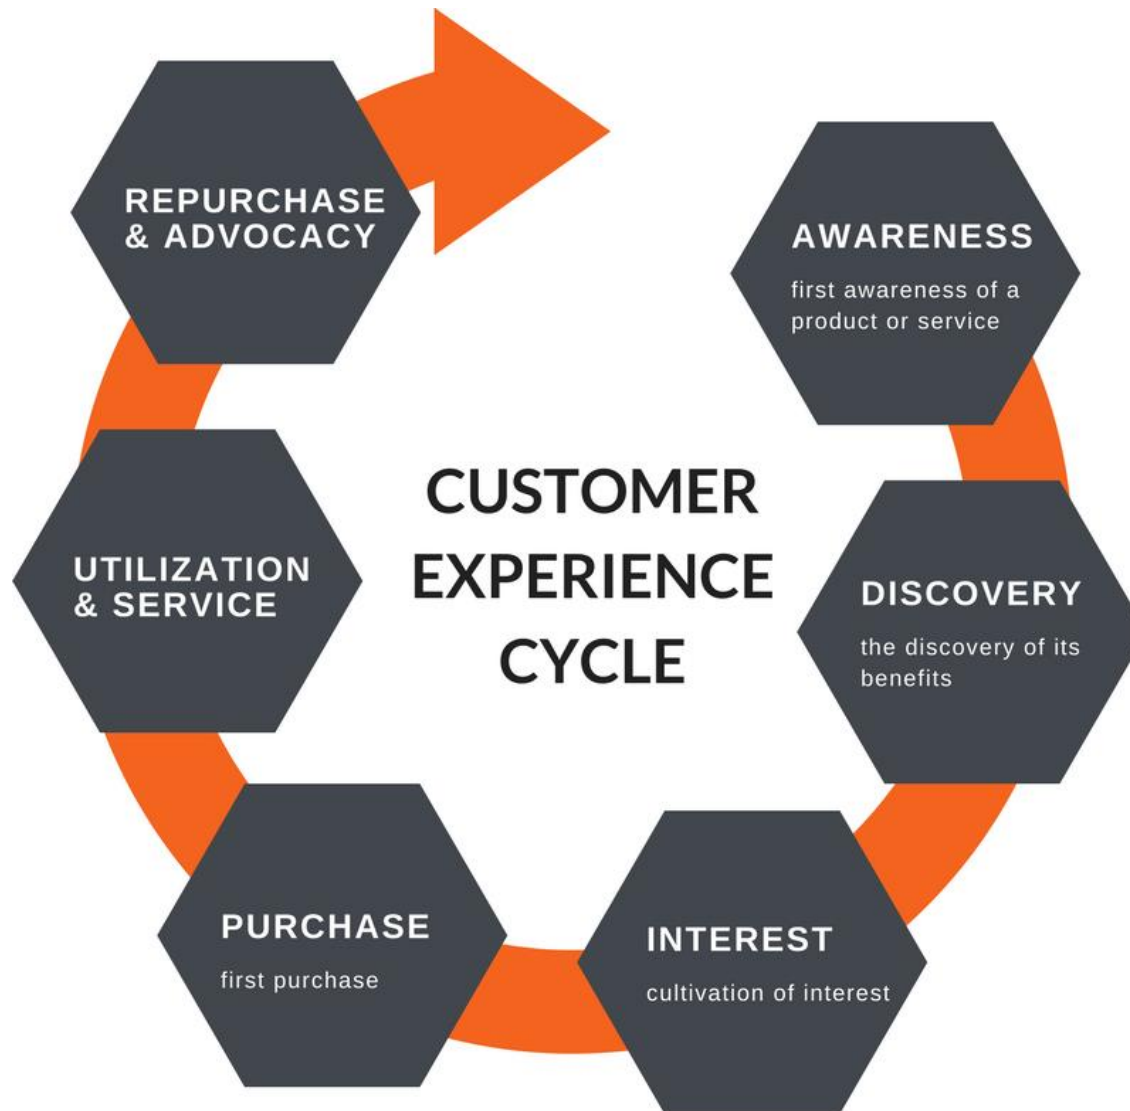 CUSTOMER
EXPERIENCE
CYCLE
AWARENESS
first awareness of a
product or service
DISCOVERY
the discovery of its
benefits
INTEREST
cultivation of interest
PURCHASE
first purchase
UTILIZATION
& SERVICE
REPURCHASE
& ADVOCACY